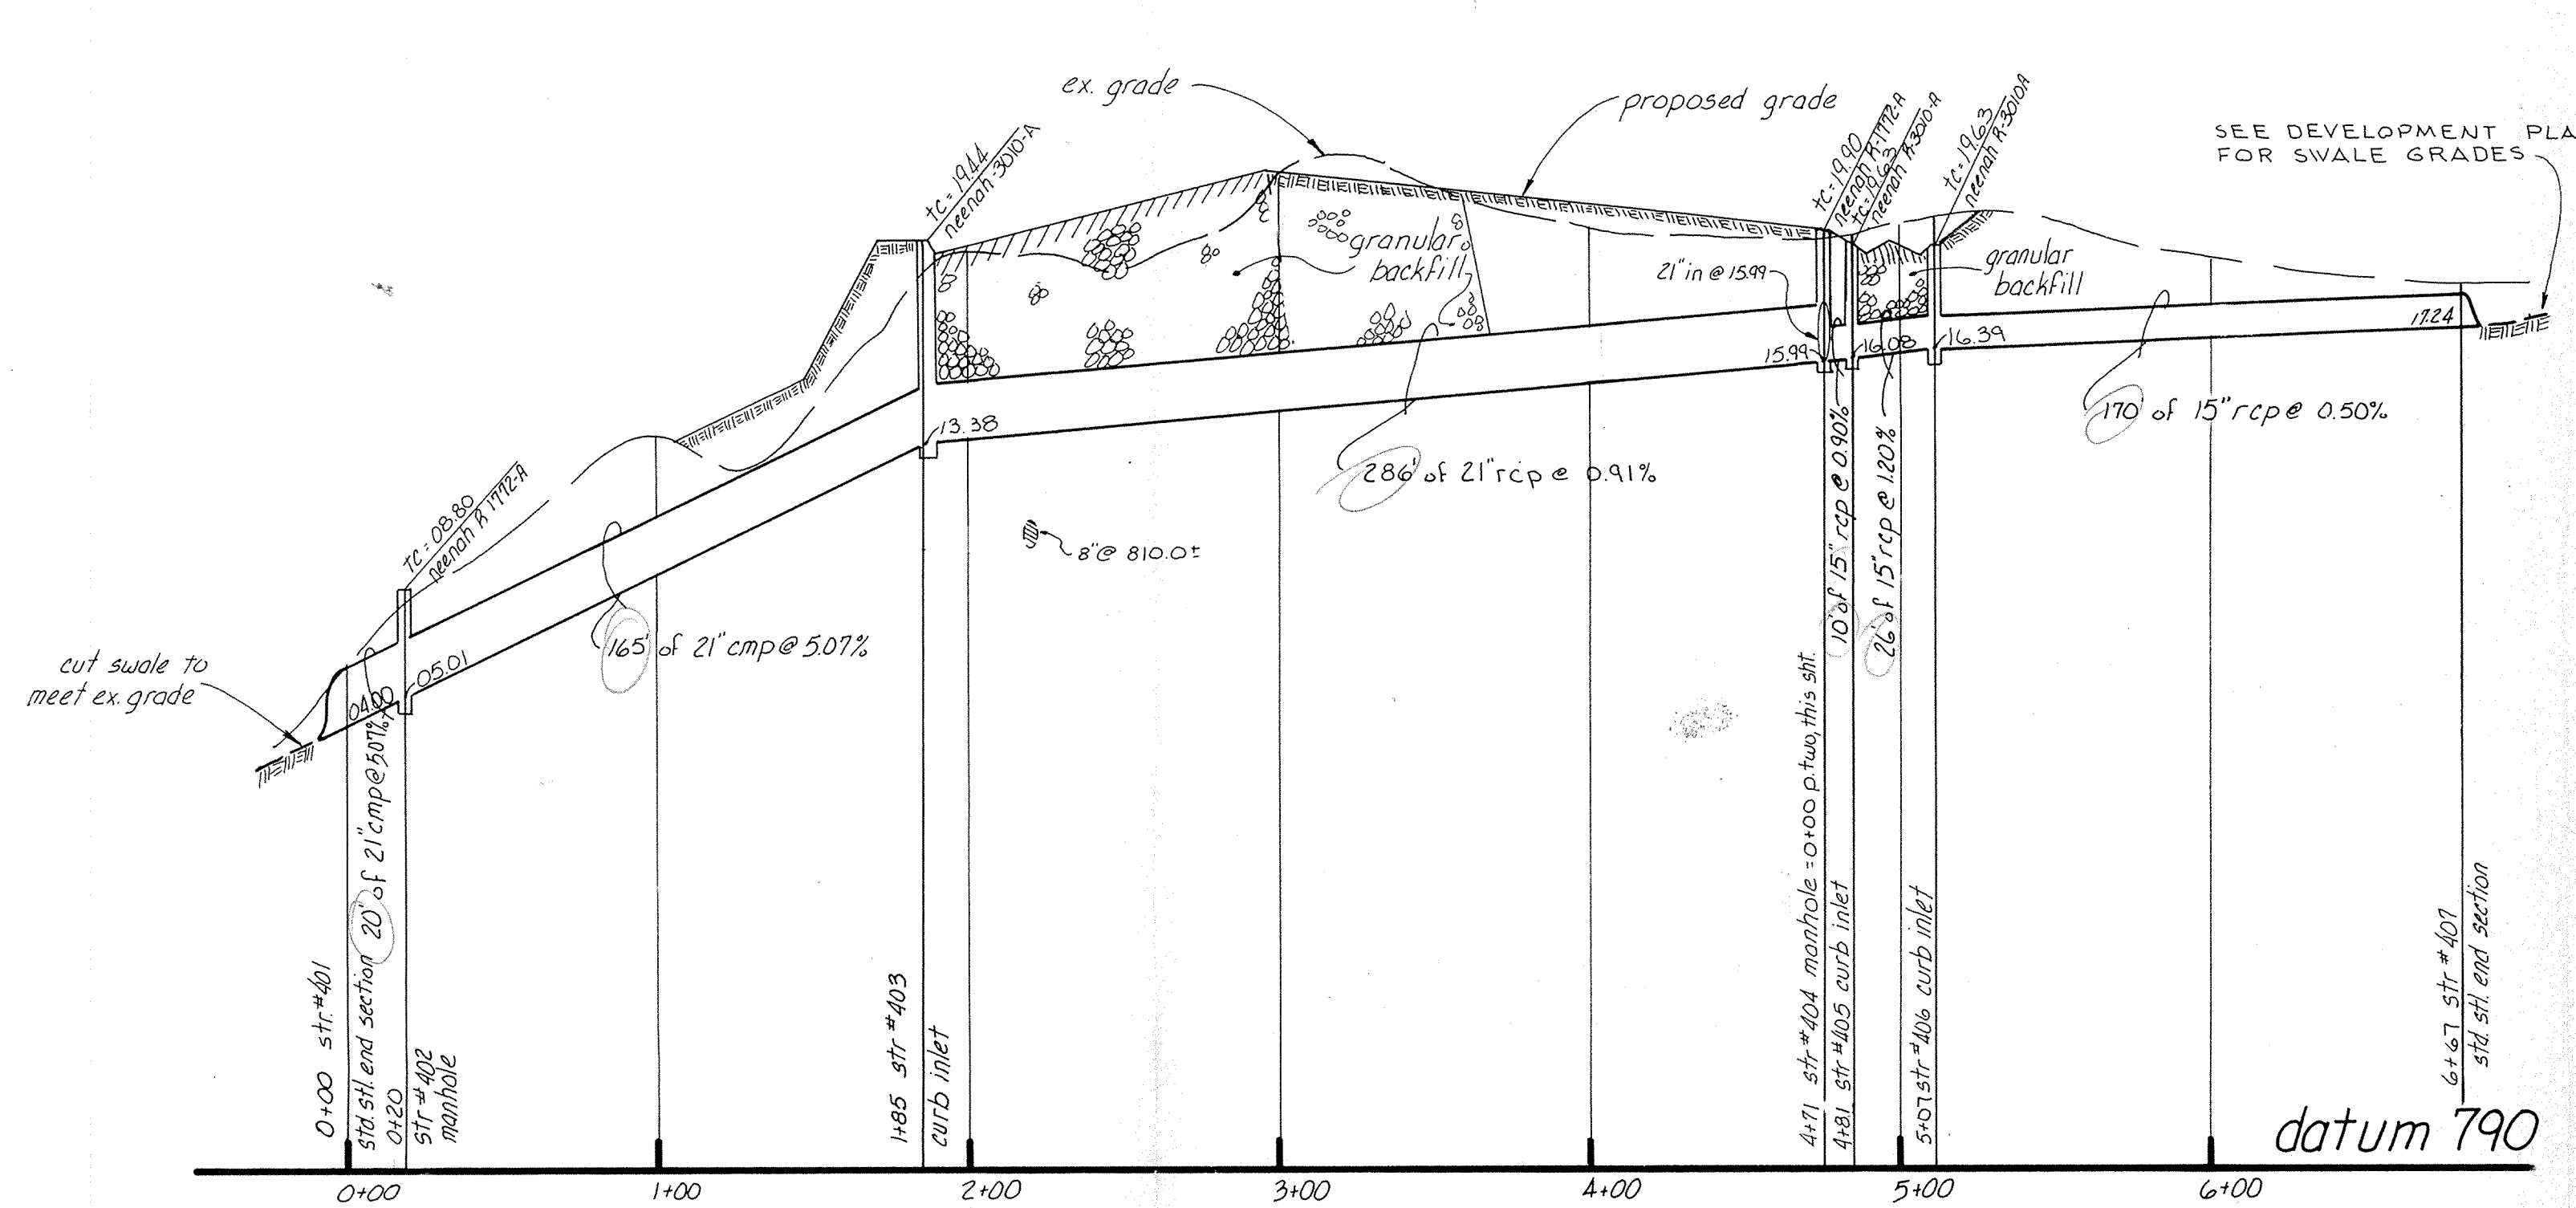 ex. grade
proposed grade
SEE DEVELOPMENT PLA
FOR SWALE GRADES
tc = 19.44
neenah 3010-A
tc = 19.90
neenah R-1772-A
tc = 19.63
neenah R-3010-A
tc = 19.63
neenah R-3010A
granular
backfill
21" in @ 15.99
granular
backfill
17.24
15.99
16.08
16.39
170 of 15" rcp @ 0.50%
13.38
286' of 21" rcp @ 0.91%
10' of 15" rcp @ 0.90%
26' of 15" rcp @ 1.20%
8" @ 810.0±
tc = 08.80
neenah R 1772-A
165' of 21" cmp @ 5.07%
cut swale to
meet ex. grade
04.00
05.01
20" of 21" cmp @ 5.07%
0+00 str. #401
std. stl. end section
0+20
str #402
manhole
1+85 str #403
curb inlet
4+71 str #404 manhole = 0+00 p. two, this sht.
4+81 str #405 curb inlet
5+07 str #406 curb inlet
6+67 str #407
std. stl. end section
datum 790
0+00 1+00 2+00 3+00 4+00 5+00 6+00